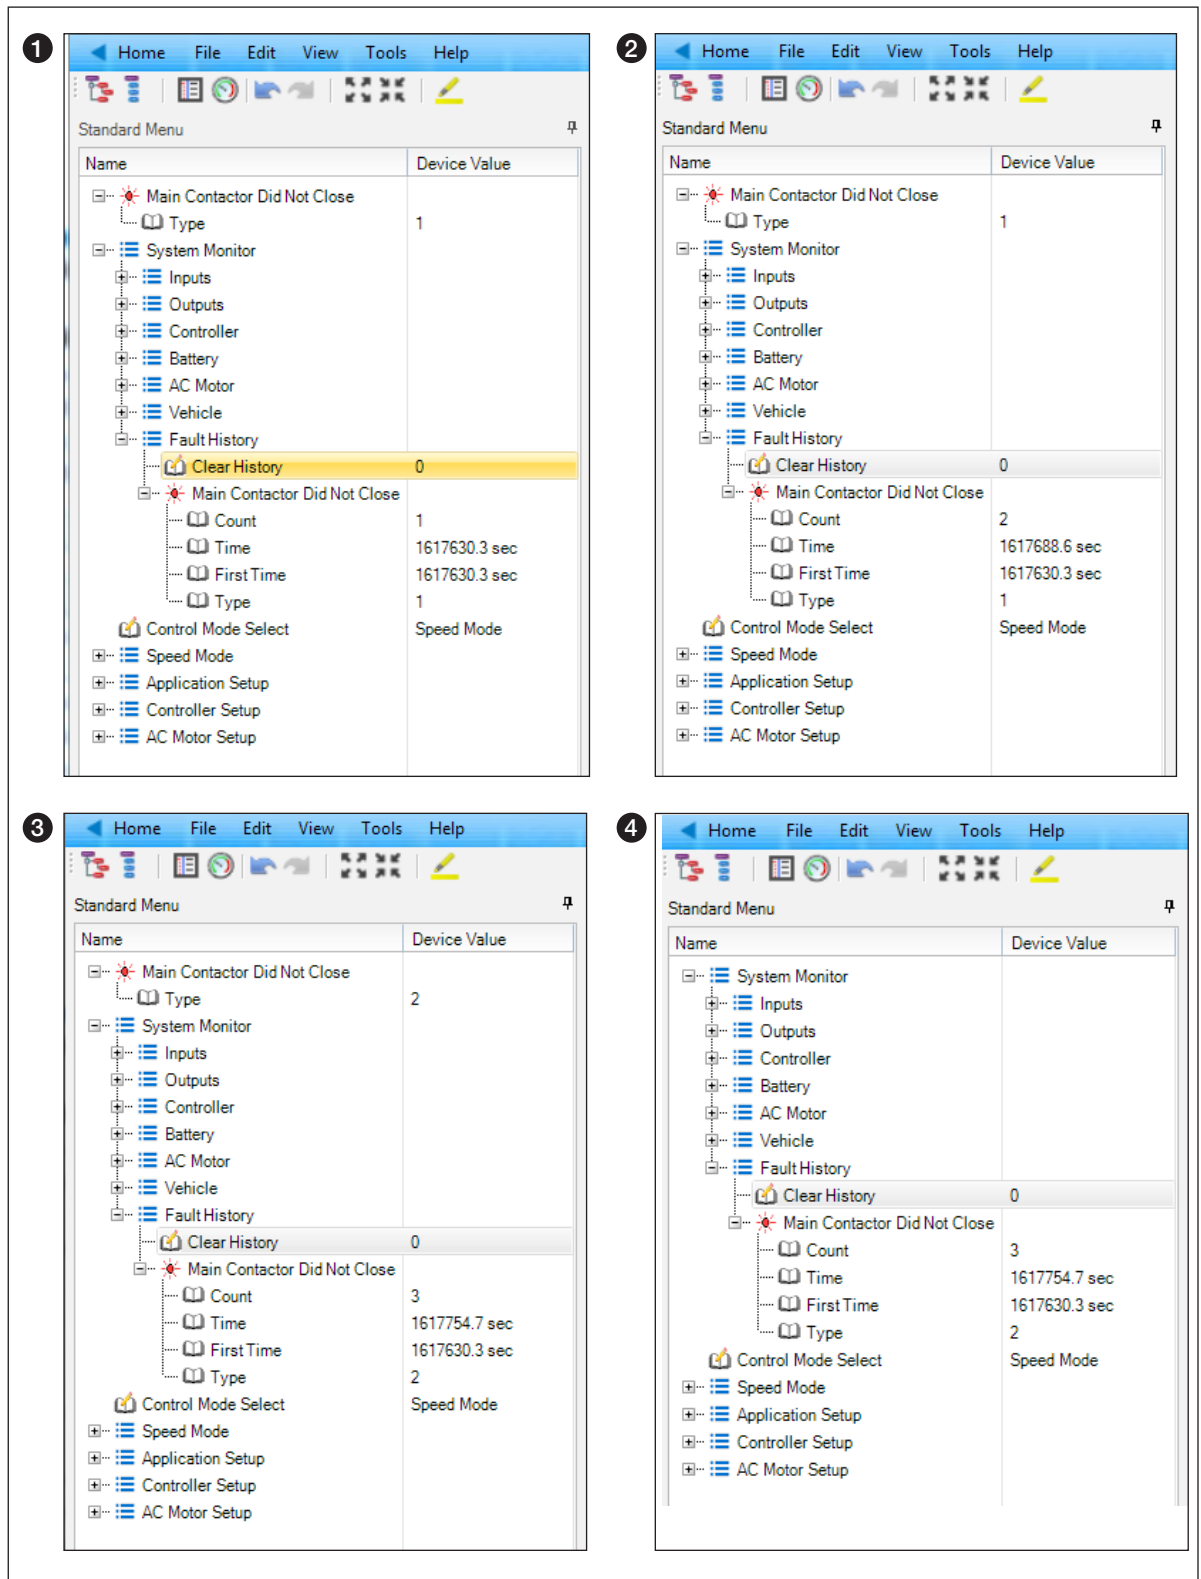 1
Home File Edit View Tools Help
Standard Menu
Name Device Value
Main Contactor Did Not Close
Type 1
System Monitor
Inputs
Outputs
Controller
Battery
AC Motor
Vehicle
Fault History
Clear History 0
Main Contactor Did Not Close
Count 1
Time 1617630.3 sec
First Time 1617630.3 sec
Type 1
Control Mode Select Speed Mode
Speed Mode
Application Setup
Controller Setup
AC Motor Setup
2
Home File Edit View Tools Help
Standard Menu
Name Device Value
Main Contactor Did Not Close
Type 1
System Monitor
Inputs
Outputs
Controller
Battery
AC Motor
Vehicle
Fault History
Clear History 0
Main Contactor Did Not Close
Count 2
Time 1617688.6 sec
First Time 1617630.3 sec
Type 1
Control Mode Select Speed Mode
Speed Mode
Application Setup
Controller Setup
AC Motor Setup
3
Home File Edit View Tools Help
Standard Menu
Name Device Value
Main Contactor Did Not Close
Type 2
System Monitor
Inputs
Outputs
Controller
Battery
AC Motor
Vehicle
Fault History
Clear History 0
Main Contactor Did Not Close
Count 3
Time 1617754.7 sec
First Time 1617630.3 sec
Type 2
Control Mode Select Speed Mode
Speed Mode
Application Setup
Controller Setup
AC Motor Setup
4
Home File Edit View Tools Help
Standard Menu
Name Device Value
System Monitor
Inputs
Outputs
Controller
Battery
AC Motor
Vehicle
Fault History
Clear History 0
Main Contactor Did Not Close
Count 3
Time 1617754.7 sec
First Time 1617630.3 sec
Type 2
Control Mode Select Speed Mode
Speed Mode
Application Setup
Controller Setup
AC Motor Setup